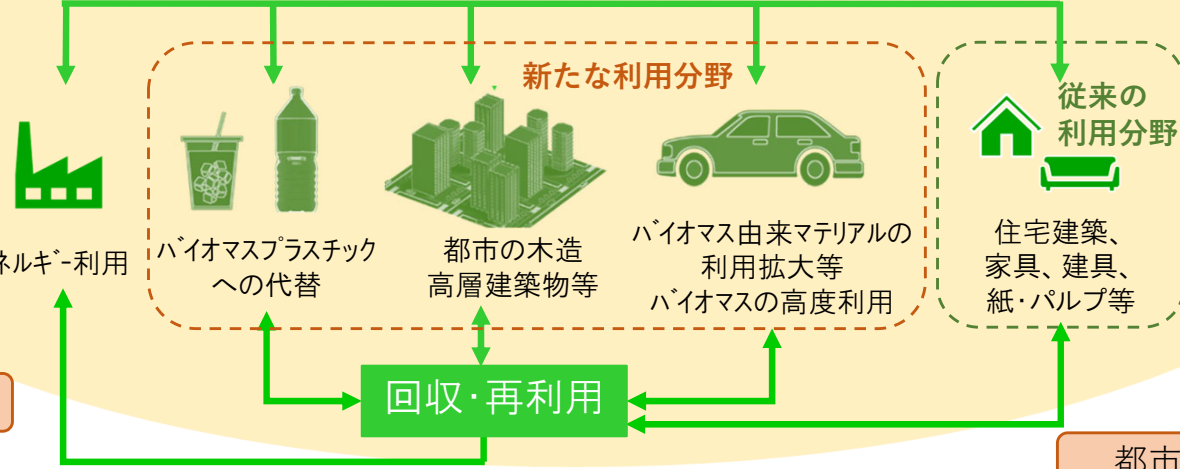 新たな利用分野
従来の
利用分野
ネルギー利用
バイオマスプラスチック
への代替
都市の木造
高層建築物等
バイオマス由来マテリアルの
利用拡大等
バイオマスの高度利用
住宅建築、
家具、建具、
紙・パルプ等
回収・再利用
都市